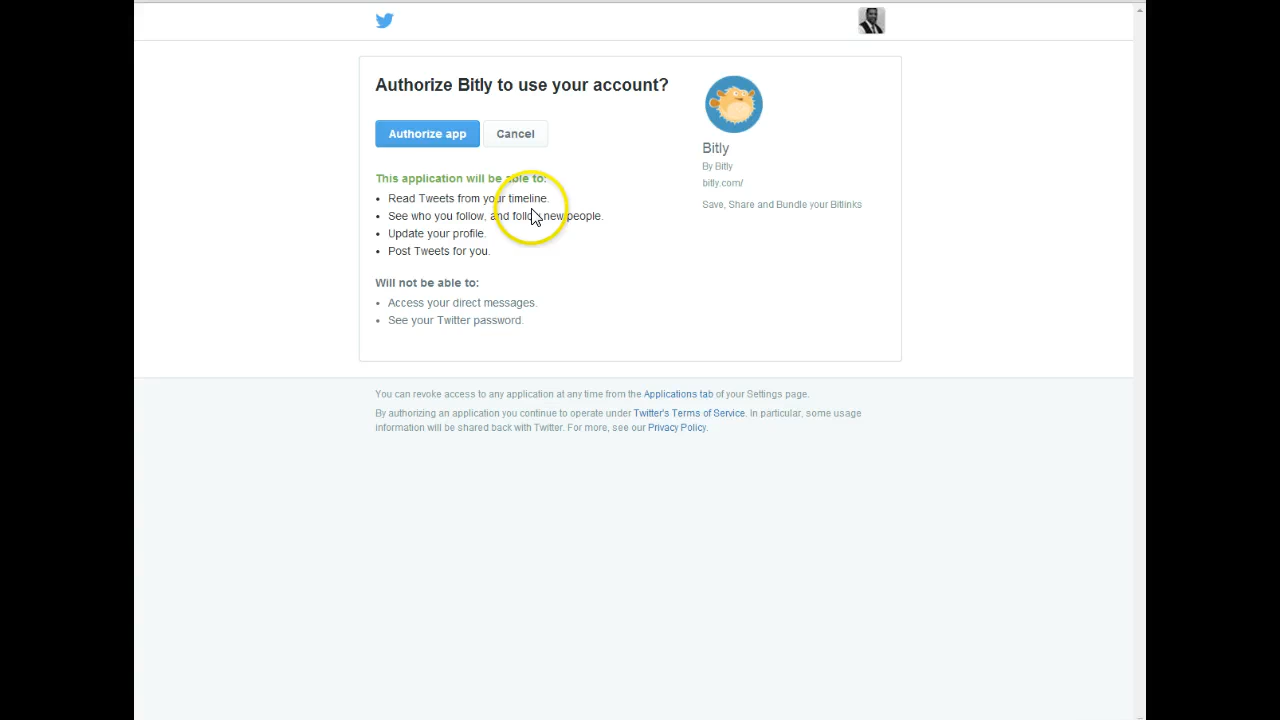 Authorize Bitly to use your account?
Authorize app
Cancel
This application will be able to:
• Read Tweets from your timeline.
• See who you follow, and follow new people.
• Update your profile.
• Post Tweets for you.
Will not be able to:
• Access your direct messages.
• See your Twitter password.
Bitly
By Bitly
bitly.com/
Save, Share and Bundle your Bitlinks
You can revoke access to any application at any time from the Applications tab of your Settings page.
By authorizing an application you continue to operate under Twitter's Terms of Service. In particular, some usage
information will be shared back with Twitter. For more, see our Privacy Policy.